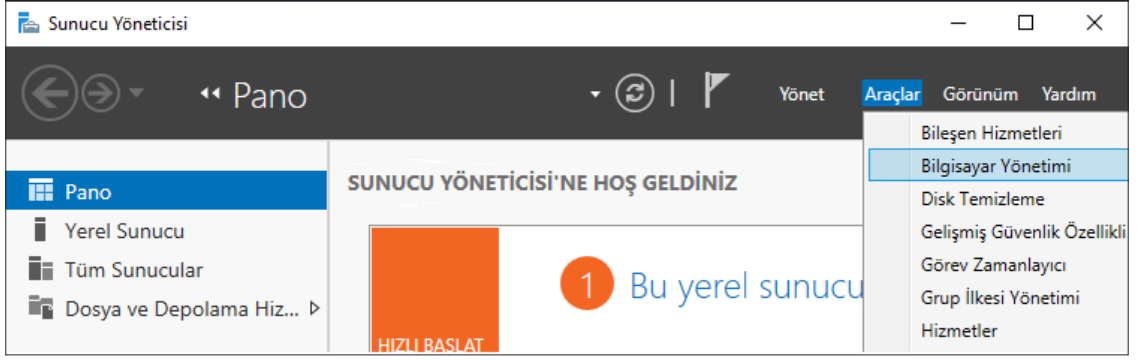 Sunucu Yöneticisi
Pano
Yönet Araçlar Görünüm Yardım
Bileşen Hizmetleri
Bilgisayar Yönetimi
Disk Temizleme
Gelişmiş Güvenlik Özellikli
Görev Zamanlayıcı
Grup İlkesi Yönetimi
Hizmetler
Pano
Yerel Sunucu
Tüm Sunucular
Dosya ve Depolama Hiz...
SUNUCU YÖNETİCİSİ'NE HOŞ GELDİNİZ
1 Bu yerel sunucu
HIZLI BAŞLAT